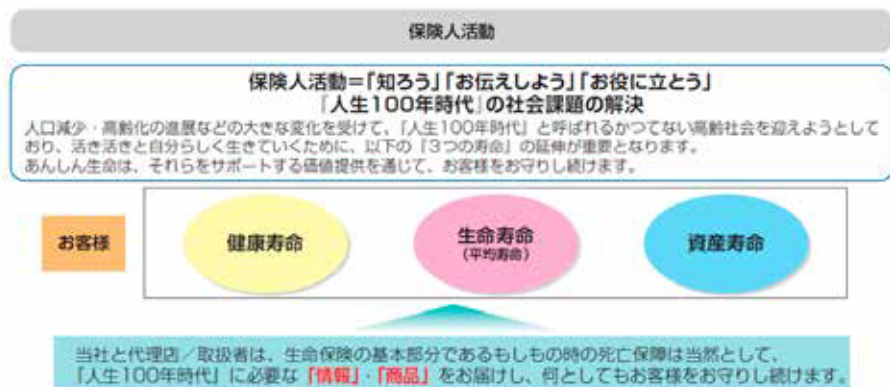 保険人活動
保険人活動=「知ろう」「お伝えしよう」「お役に立とう」
『人生100年時代』の社会課題の解決
人口減少・高齢化の進展などの大きな変化を受けて、『人生100年時代』と呼ばれるかつてない高齢社会を迎えようとして
おり、活き活きと自分らしく生きていくために、以下の『3つの寿命』の延伸が重要となります。
あんしん生命は、それらをサポートする価値提供を通じて、お客様をお守りし続けます。
お客様
健康寿命
生命寿命
(平均寿命)
資産寿命
当社と代理店/取扱者は、生命保険の基本部分であるもしもの時の死亡保障は当然として、
『人生100年時代』に必要な「情報」・「商品」をお届けし、何としてもお客様をお守りし続けます。